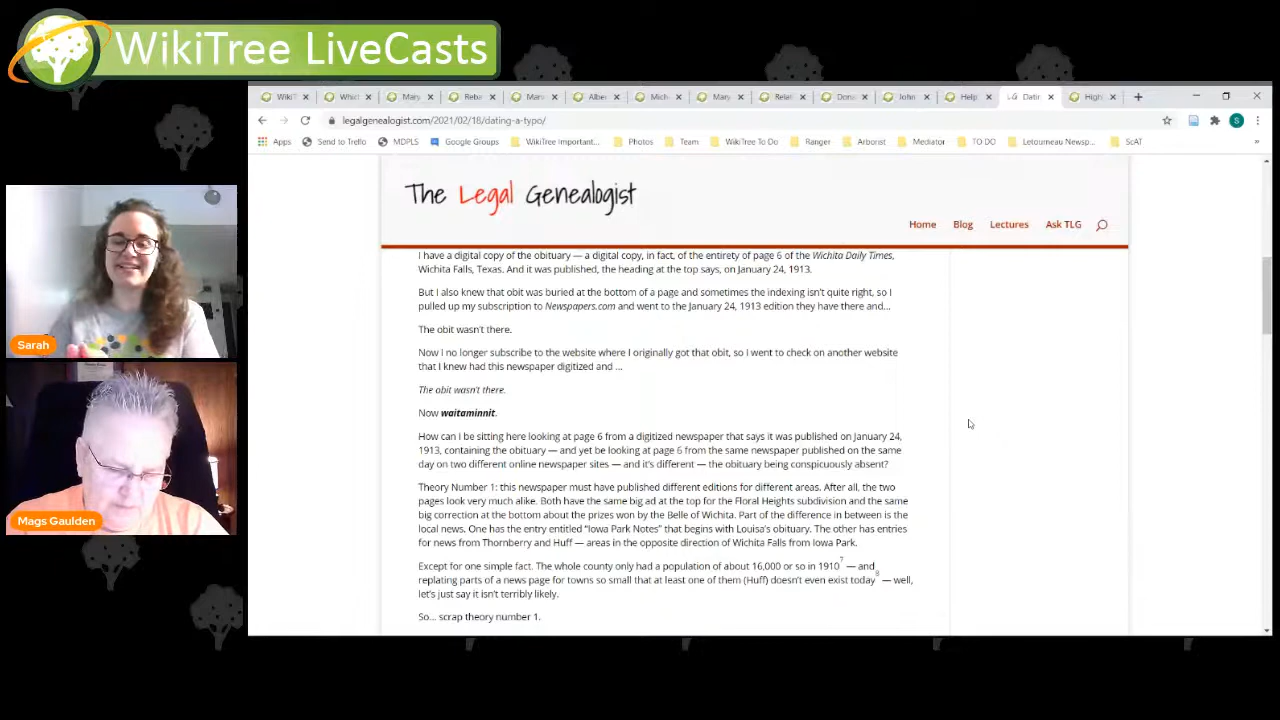 WikiTree LiveCasts
WikiT
Whicl
Mary
Reba
Mars
Albe
Mich
Mary
Relat
Dona
John
Help
LG Datin
High
legalgenealogist.com/2021/02/18/dating-a-typo/
S
Apps
Send to Trello
MDPLS
Google Groups
WikiTree Important...
Photos
Team
WikiTree To Do
Ranger
Arborist
Mediator
TO DO
Letourneau Newsp...
ScAT
»
The Legal Genealogist
Home
Blog
Lectures
Ask TLG
I have a digital copy of the obituary — a digital copy, in fact, of the entirety of page 6 of the Wichita Daily Times,
Wichita Falls, Texas. And it was published, the heading at the top says, on January 24, 1913.
But I also knew that obit was buried at the bottom of a page and sometimes the indexing isn't quite right, so I
pulled up my subscription to Newspapers.com and went to the January 24, 1913 edition they have there and...
The obit wasn't there.
Now I no longer subscribe to the website where I originally got that obit, so I went to check on another website
that I knew had this newspaper digitized and ...
The obit wasn't there.
Now waitaminnit.
How can I be sitting here looking at page 6 from a digitized newspaper that says it was published on January 24,
1913, containing the obituary — and yet be looking at page 6 from the same newspaper published on the same
day on two different online newspaper sites — and it's different — the obituary being conspicuously absent?
Theory Number 1: this newspaper must have published different editions for different areas. After all, the two
pages look very much alike. Both have the same big ad at the top for the Floral Heights subdivision and the same
big correction at the bottom about the prizes won by the Belle of Wichita. Part of the difference in between is the
local news. One has the entry entitled "Iowa Park Notes" that begins with Louisa's obituary. The other has entries
for news from Thornberry and Huff — areas in the opposite direction of Wichita Falls from Iowa Park.
Except for one simple fact. The whole county only had a population of about 16,000 or so in 1910⁷ — and
replating parts of a news page for towns so small that at least one of them (Huff) doesn't even exist today⁸ — well,
let's just say it isn't terribly likely.
So... scrap theory number 1.
Sarah
Mags Gaulden